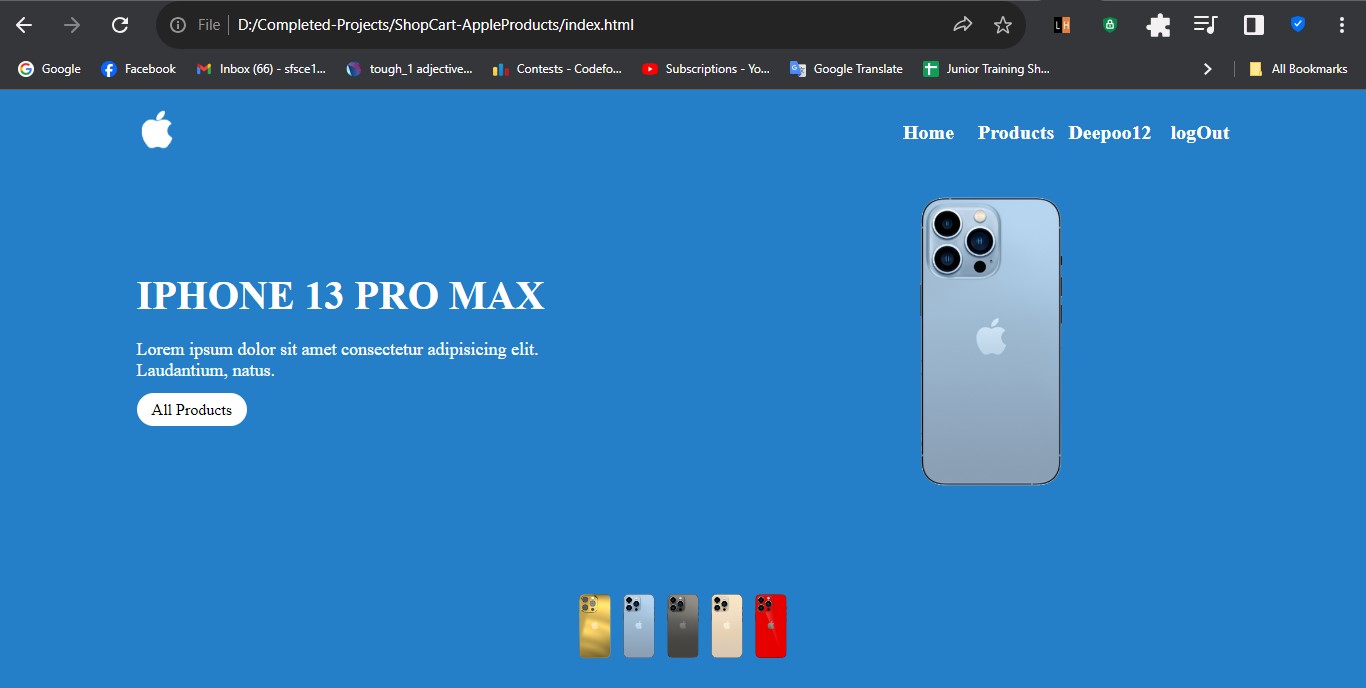 File D:/Completed-Projects/ShopCart-AppleProducts/index.html
LH
Google Facebook Inbox (66) - sfsce1... tough_1 adjective... Contests - Codefo... Subscriptions - Yo... Google Translate Junior Training Sh... All Bookmarks
Home Products Deepoo12 logOut
IPHONE 13 PRO MAX
Lorem ipsum dolor sit amet consectetur adipisicing elit.
Laudantium, natus.
All Products